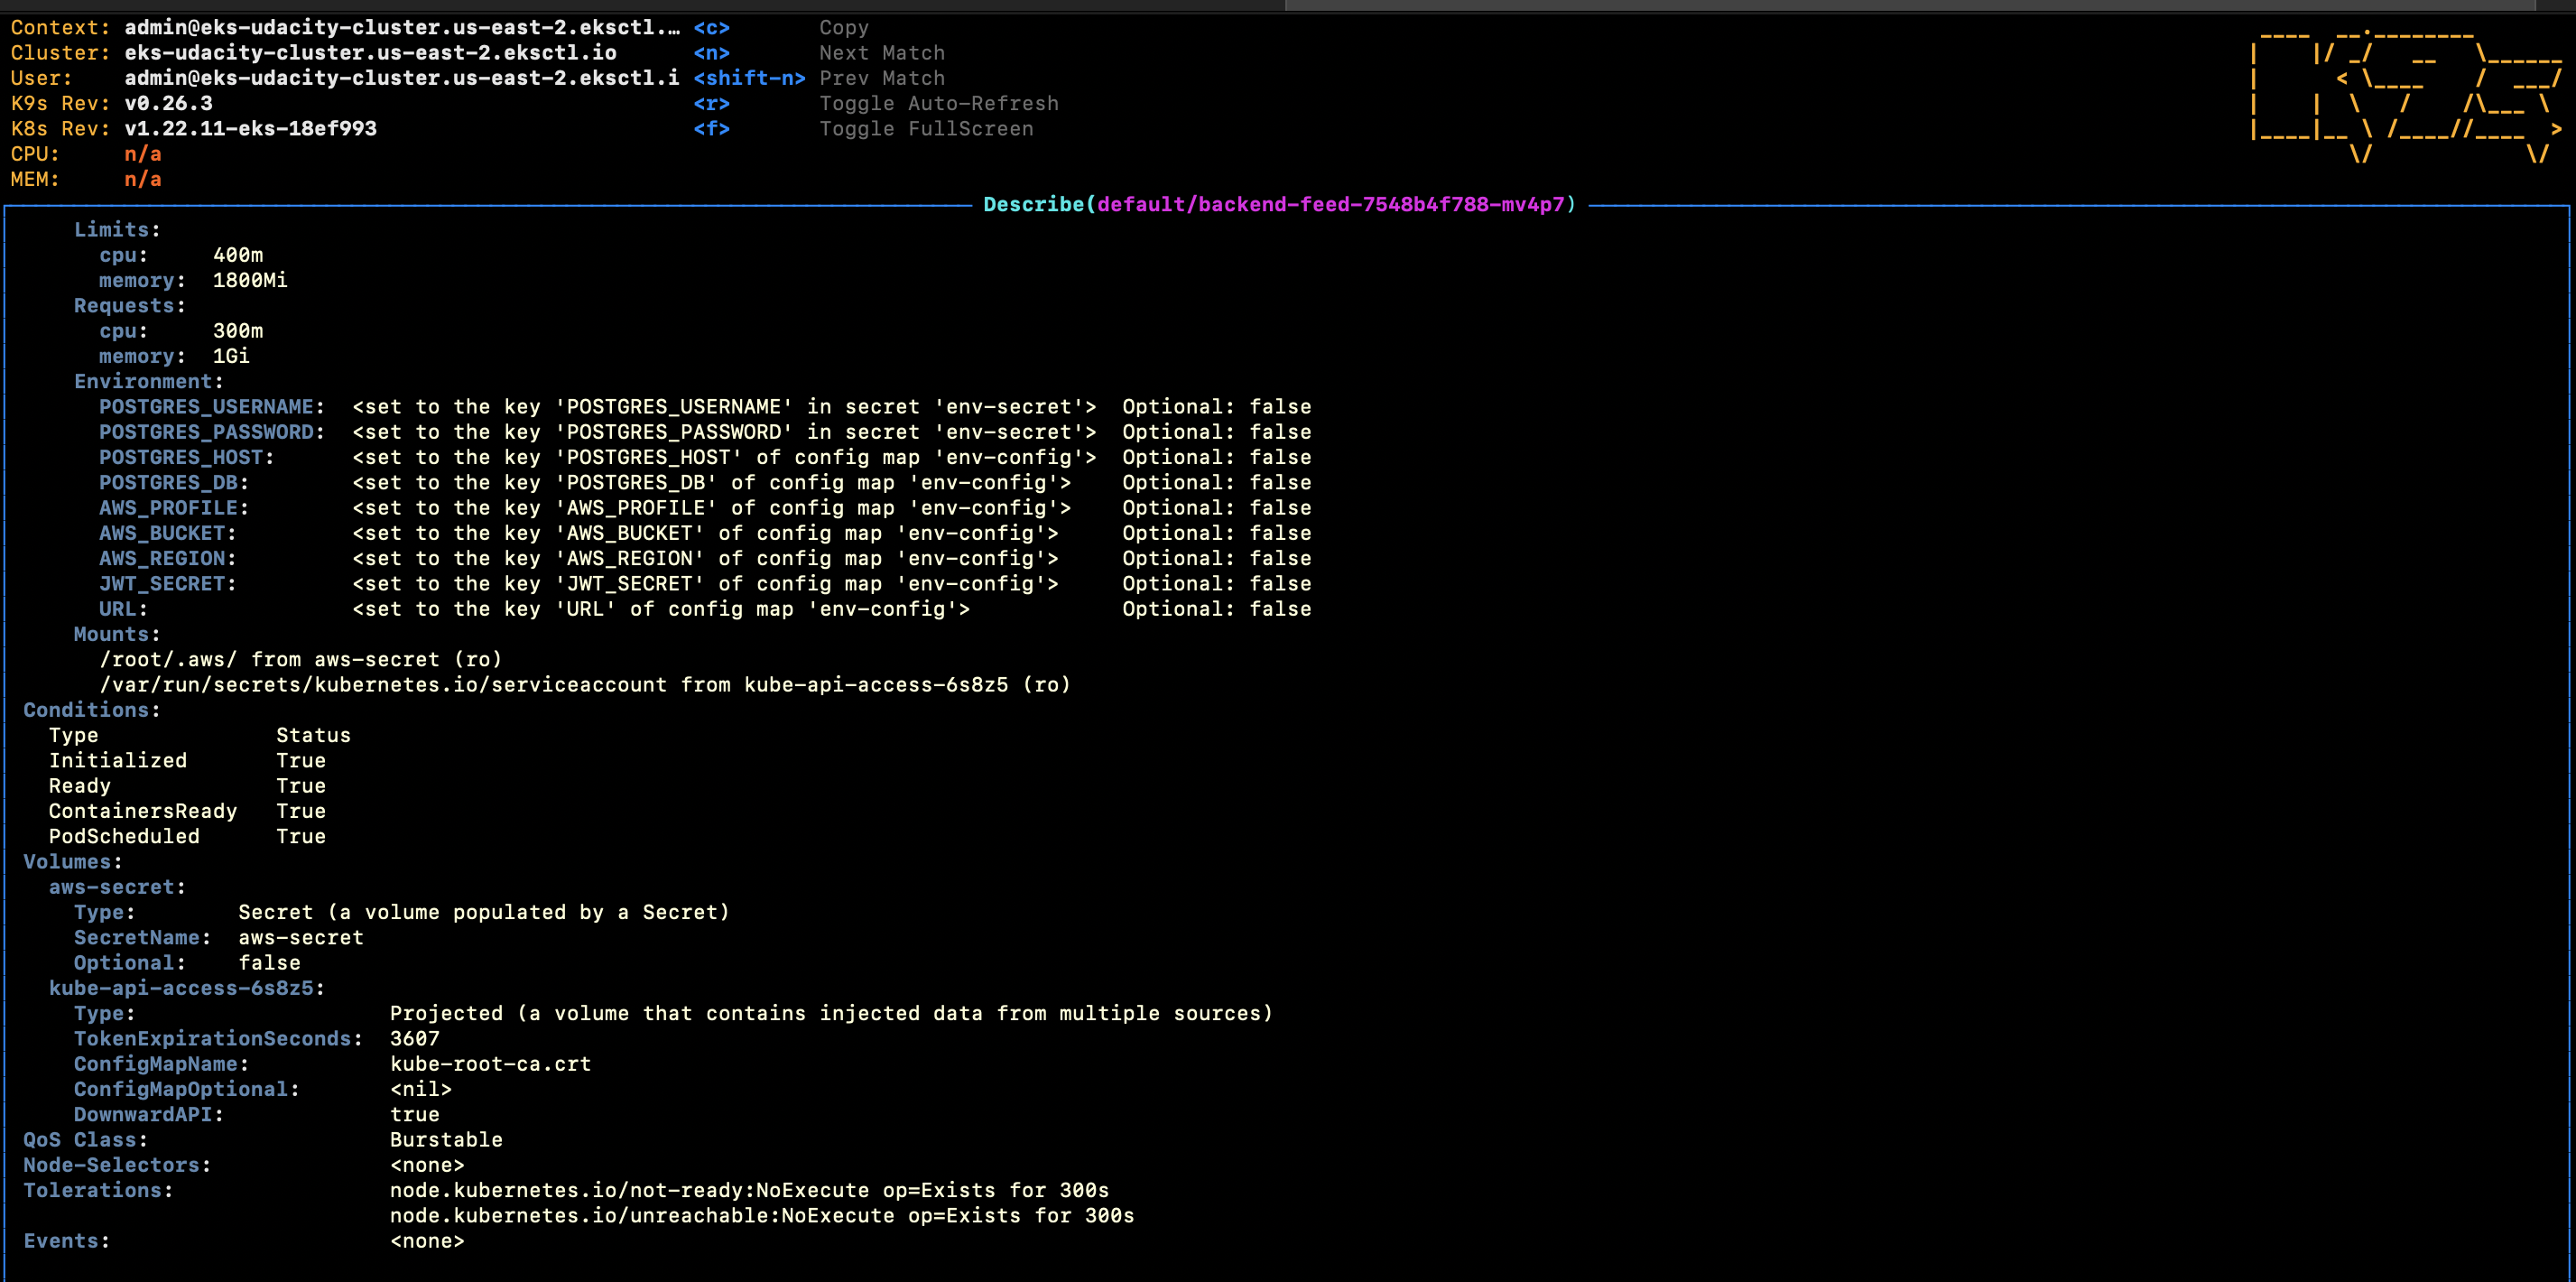 Context: admin@eks-udacity-cluster.us-east-2.eksctl.… <c> Copy
Cluster: eks-udacity-cluster.us-east-2.eksctl.io <n> Next Match
User: admin@eks-udacity-cluster.us-east-2.eksctl.i <shift-n> Prev Match
K9s Rev: v0.26.3 <r> Toggle Auto-Refresh
K8s Rev: v1.22.11-eks-18ef993 <f> Toggle FullScreen
CPU: n/a
MEM: n/a
Describe(default/backend-feed-7548b4f788-mv4p7)
Limits:
cpu: 400m
memory: 1800Mi
Requests:
cpu: 300m
memory: 1Gi
Environment:
POSTGRES_USERNAME: <set to the key 'POSTGRES_USERNAME' in secret 'env-secret'> Optional: false
POSTGRES_PASSWORD: <set to the key 'POSTGRES_PASSWORD' in secret 'env-secret'> Optional: false
POSTGRES_HOST: <set to the key 'POSTGRES_HOST' of config map 'env-config'> Optional: false
POSTGRES_DB: <set to the key 'POSTGRES_DB' of config map 'env-config'> Optional: false
AWS_PROFILE: <set to the key 'AWS_PROFILE' of config map 'env-config'> Optional: false
AWS_BUCKET: <set to the key 'AWS_BUCKET' of config map 'env-config'> Optional: false
AWS_REGION: <set to the key 'AWS_REGION' of config map 'env-config'> Optional: false
JWT_SECRET: <set to the key 'JWT_SECRET' of config map 'env-config'> Optional: false
URL: <set to the key 'URL' of config map 'env-config'> Optional: false
Mounts:
/root/.aws/ from aws-secret (ro)
/var/run/secrets/kubernetes.io/serviceaccount from kube-api-access-6s8z5 (ro)
Conditions:
Type Status
Initialized True
Ready True
ContainersReady True
PodScheduled True
Volumes:
aws-secret:
Type: Secret (a volume populated by a Secret)
SecretName: aws-secret
Optional: false
kube-api-access-6s8z5:
Type: Projected (a volume that contains injected data from multiple sources)
TokenExpirationSeconds: 3607
ConfigMapName: kube-root-ca.crt
ConfigMapOptional: <nil>
DownwardAPI: true
QoS Class: Burstable
Node-Selectors: <none>
Tolerations: node.kubernetes.io/not-ready:NoExecute op=Exists for 300s
node.kubernetes.io/unreachable:NoExecute op=Exists for 300s
Events: <none>